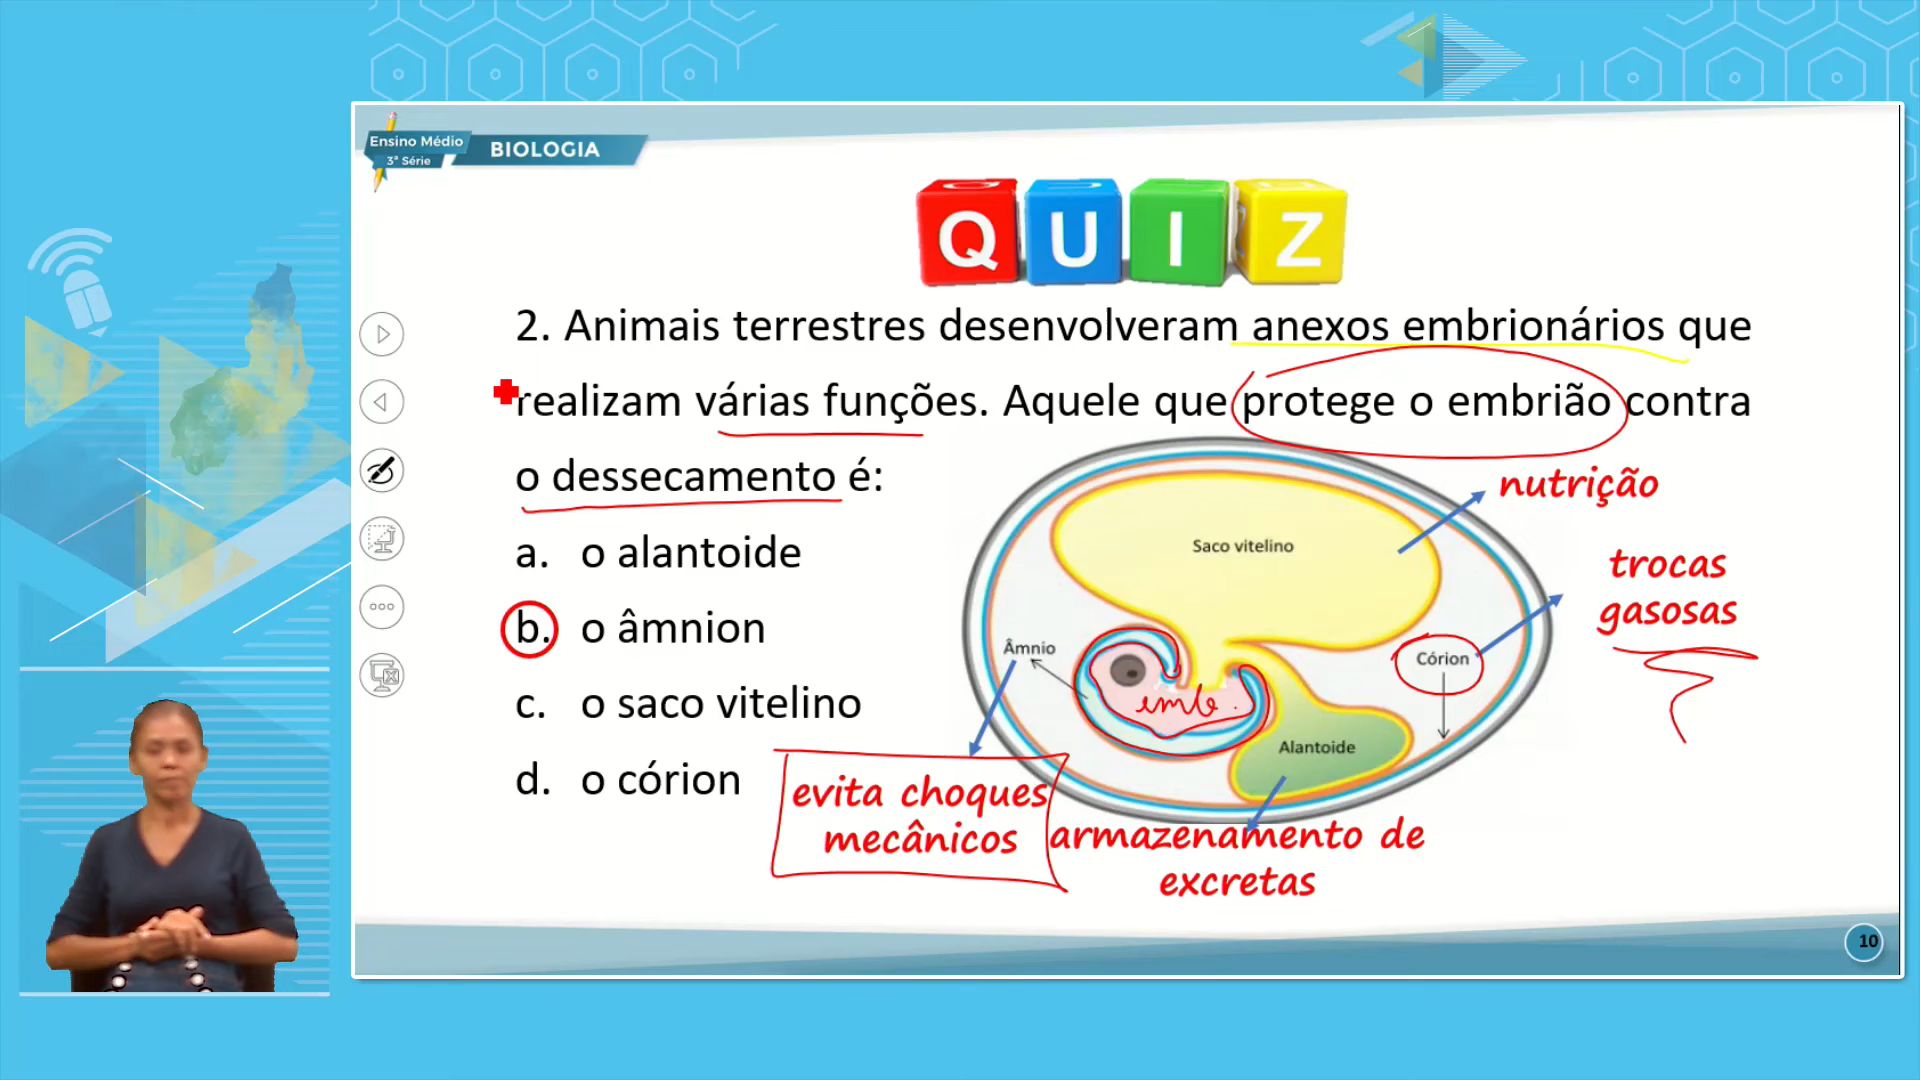 Ensino Médio
3ª Série
BIOLOGIA
QUIZ
2. Animais terrestres desenvolveram anexos embrionários que
realizam várias funções. Aquele que protege o embrião contra
o dessecamento é:
a. o alantoide
b. o âmnion
c. o saco vitelino
d. o córion
nutrição
Saco vitelino
trocas
gasosas
Âmnio
Córion
emb.
Alantoide
evita choques
mecânicos
armazenamento de
excretas
10